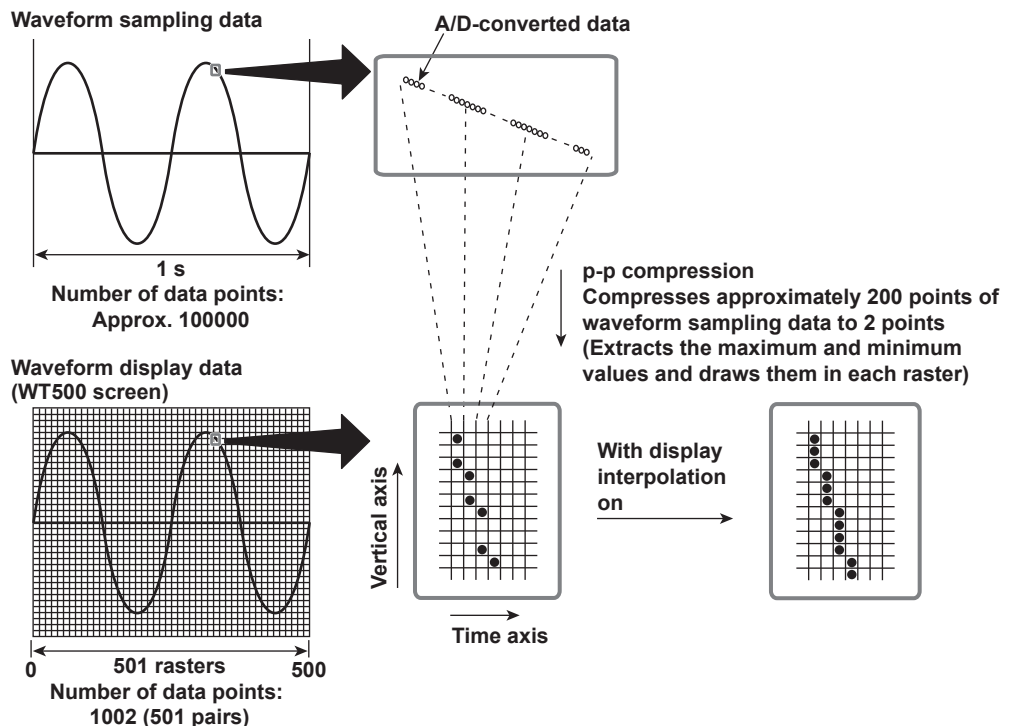 Waveform sampling data
A/D-converted data
1 s
Number of data points:
Approx. 100000
p-p compression
Compresses approximately 200 points of
waveform sampling data to 2 points
(Extracts the maximum and minimum
values and draws them in each raster)
Waveform display data
(WT500 screen)
Vertical axis
Time axis
With display
interpolation
on
0 501 rasters 500
Number of data points:
1002 (501 pairs)